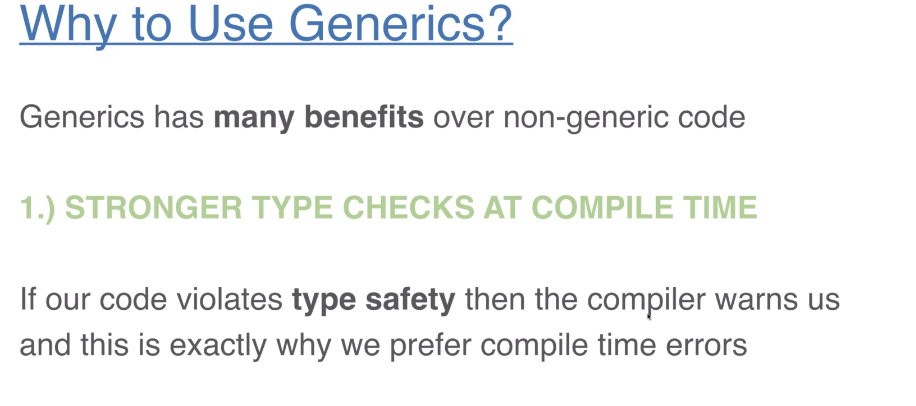 Why to Use Generics?
Generics has many benefits over non-generic code
1.) STRONGER TYPE CHECKS AT COMPILE TIME
If our code violates type safety then the compiler warns us
and this is exactly why we prefer compile time errors